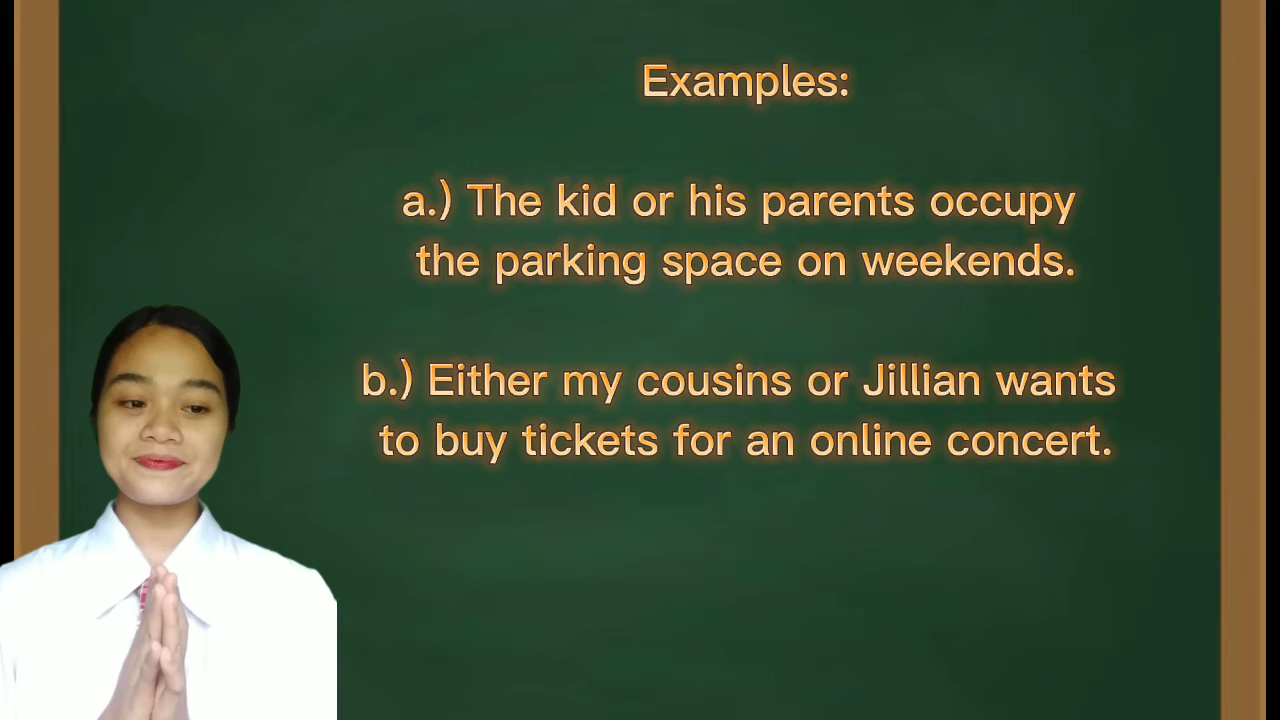 Examples:
a.) The kid or his parents occupy
the parking space on weekends.
b.) Either my cousins or Jillian wants
to buy tickets for an online concert.